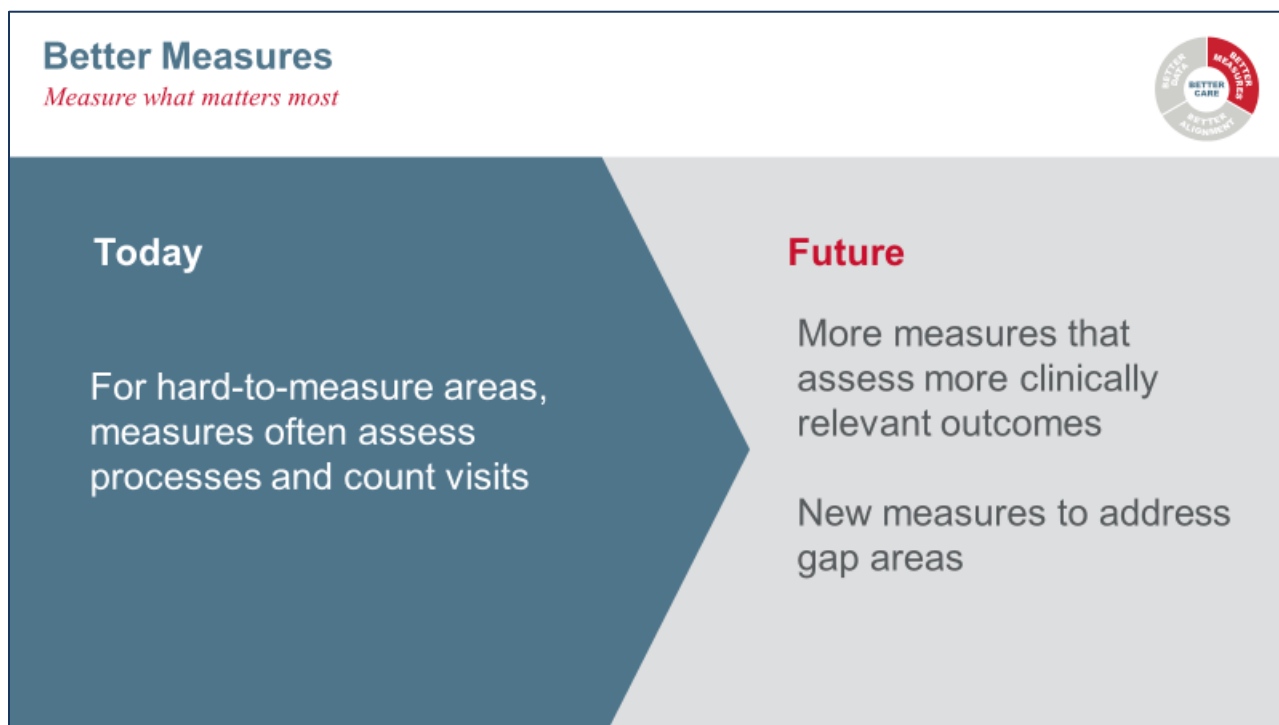 Better Measures
Measure what matters most
BETTER
DATA
BETTER
MEASURES
BETTER
CARE
BETTER
ALIGNMENT
Today
For hard-to-measure areas,
measures often assess
processes and count visits
Future
More measures that
assess more clinically
relevant outcomes
New measures to address
gap areas